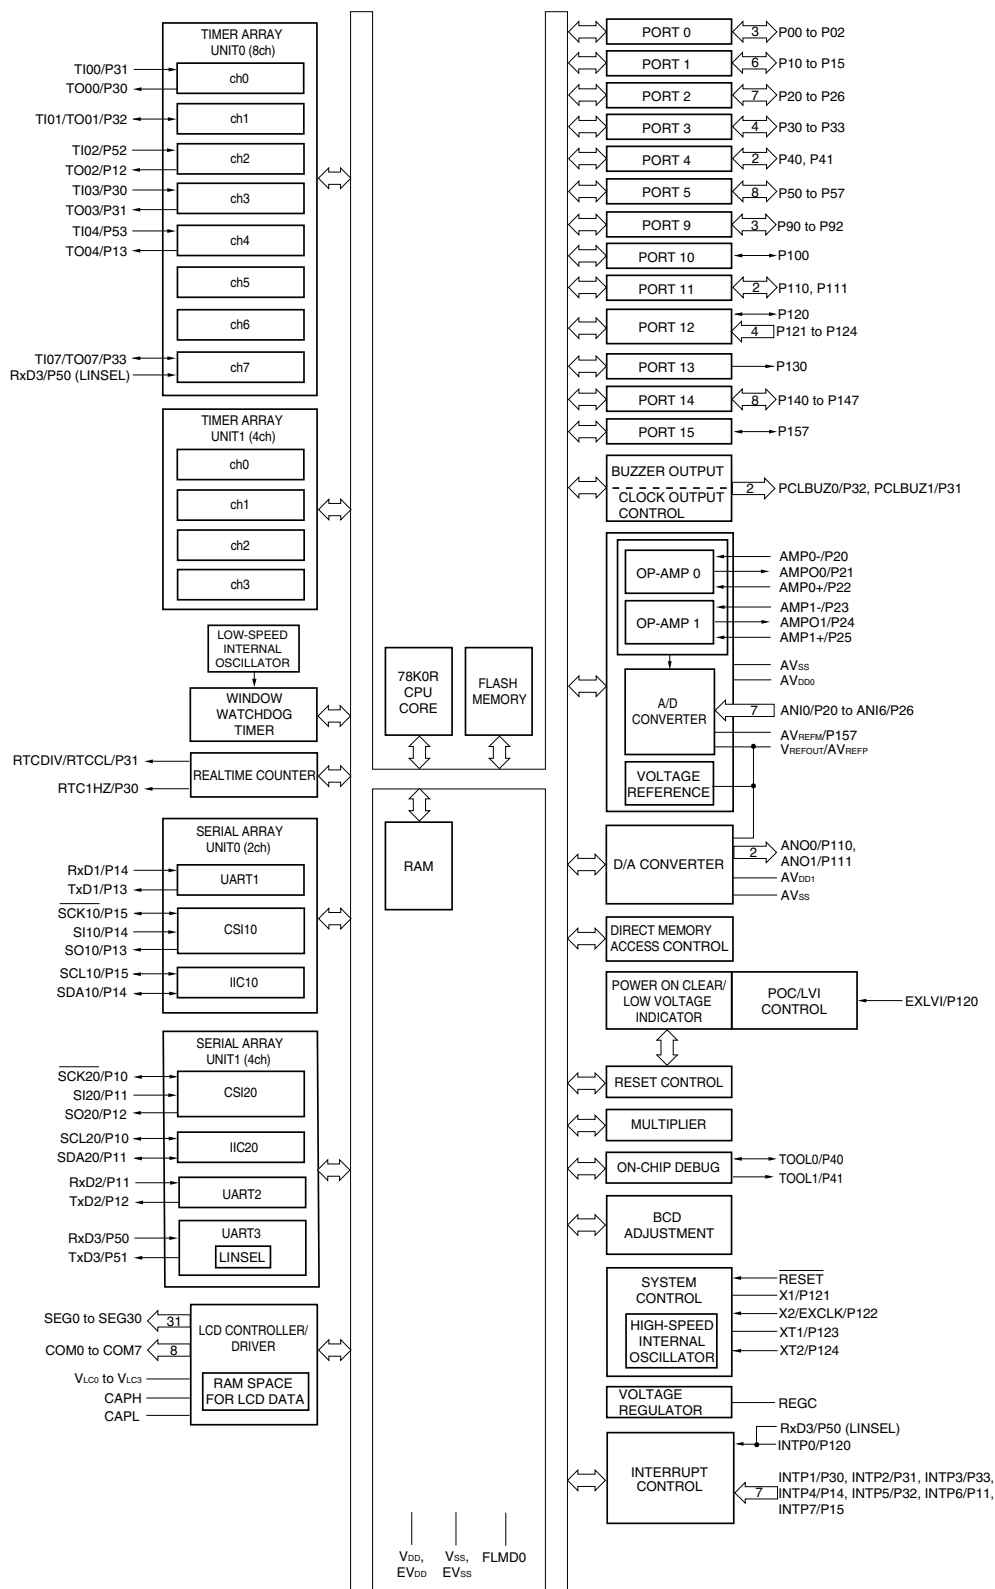 TIMER ARRAY
UNIT0 (8ch)
TI00/P31
TO00/P30
ch0
TI01/TO01/P32
ch1
TI02/P52
TO02/P12
ch2
TI03/P30
TO03/P31
ch3
TI04/P53
TO04/P13
ch4
ch5
ch6
TI07/TO07/P33
RxD3/P50 (LINSEL)
ch7
TIMER ARRAY
UNIT1 (4ch)
ch0
ch1
ch2
ch3
LOW-SPEED
INTERNAL
OSCILLATOR
WINDOW
WATCHDOG
TIMER
RTCDIV/RTCCL/P31
RTC1HZ/P30
REALTIME COUNTER
SERIAL ARRAY
UNIT0 (2ch)
RxD1/P14
TxD1/P13
UART1
SCK10/P15
SI10/P14
SO10/P13
CSI10
SCL10/P15
SDA10/P14
IIC10
SERIAL ARRAY
UNIT1 (4ch)
SCK20/P10
SI20/P11
SO20/P12
CSI20
SCL20/P10
SDA20/P11
IIC20
RxD2/P11
TxD2/P12
UART2
RxD3/P50
TxD3/P51
UART3
LINSEL
SEG0 to SEG30
31
COM0 to COM7
8
VLC0 to VLC3
CAPH
CAPL
LCD CONTROLLER/
DRIVER
RAM SPACE
FOR LCD DATA
78K0R
CPU
CORE
FLASH
MEMORY
RAM
VDD,
EVDD
VSS,
EVSS
FLMD0
PORT 0
3
P00 to P02
PORT 1
6
P10 to P15
PORT 2
7
P20 to P26
PORT 3
4
P30 to P33
PORT 4
2
P40, P41
PORT 5
8
P50 to P57
PORT 9
3
P90 to P92
PORT 10
P100
PORT 11
2
P110, P111
PORT 12
P120
4
P121 to P124
PORT 13
P130
PORT 14
8
P140 to P147
PORT 15
P157
BUZZER OUTPUT
CLOCK OUTPUT
CONTROL
2
PCLBUZ0/P32, PCLBUZ1/P31
OP-AMP 0
AMP0-/P20
AMPO0/P21
AMP0+/P22
OP-AMP 1
AMP1-/P23
AMPO1/P24
AMP1+/P25
AVSS
AVDD0
A/D
CONVERTER
7
ANI0/P20 to ANI6/P26
AVREFM/P157
VREFOUT/AVREFP
VOLTAGE
REFERENCE
D/A CONVERTER
2
ANO0/P110,
ANO1/P111
AVDD1
AVSS
DIRECT MEMORY
ACCESS CONTROL
POWER ON CLEAR/
LOW VOLTAGE
INDICATOR
POC/LVI
CONTROL
EXLVI/P120
RESET CONTROL
MULTIPLIER
ON-CHIP DEBUG
TOOL0/P40
TOOL1/P41
BCD
ADJUSTMENT
SYSTEM
CONTROL
HIGH-SPEED
INTERNAL
OSCILLATOR
RESET
X1/P121
X2/EXCLK/P122
XT1/P123
XT2/P124
VOLTAGE
REGULATOR
REGC
INTERRUPT
CONTROL
RxD3/P50 (LINSEL)
INTP0/P120
7
INTP1/P30, INTP2/P31, INTP3/P33,
INTP4/P14, INTP5/P32, INTP6/P11,
INTP7/P15